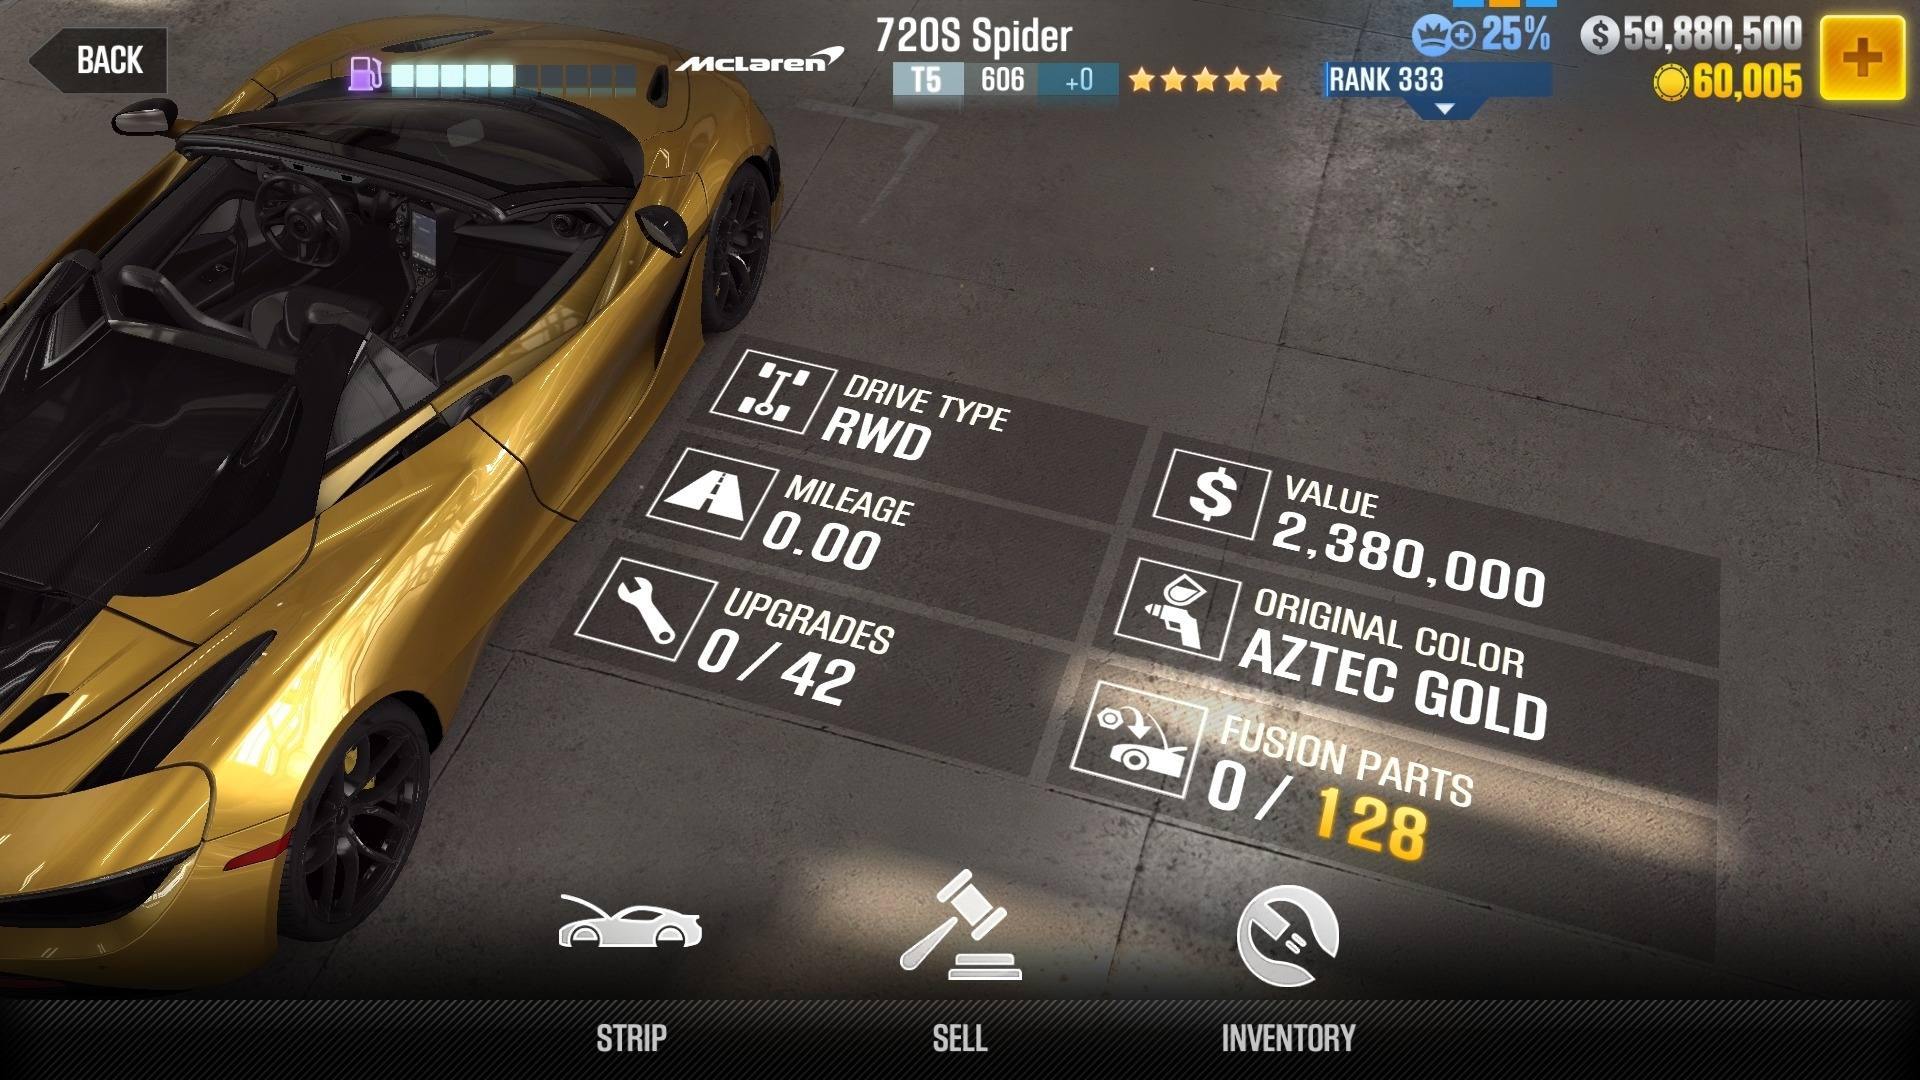 BACK
McLaren
720S Spider
T5 606 +0
25%
RANK 333
59,880,500
60,005
DRIVE TYPE
RWD
MILEAGE
0.00
UPGRADES
0/42
$
VALUE
2,380,000
ORIGINAL COLOR
AZTEC GOLD
FUSION PARTS
0/128
STRIP
SELL
INVENTORY